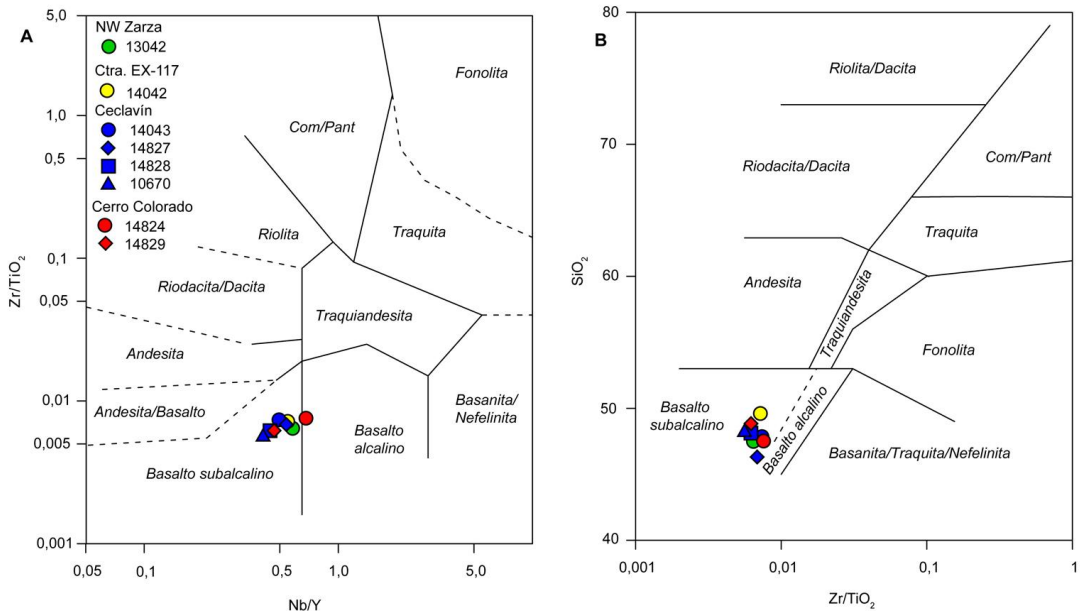 A
5,0
1,0
0,5
0,1
0,05
0,01
0,005
0,001
Zr/TiO2
0,05
0,1
0,5
1,0
5,0
Nb/Y
NW Zarza
13042
Ctra. EX-117
14042
Ceclavín
14043
14827
14828
10670
Cerro Colorado
14824
14829
Fonolita
Com/Pant
Riolita
Traquita
Riodacita/Dacita
Traquiandesita
Andesita
Andesita/Basalto
Basalto subalcalino
Basalto
alcalino
Basanita/
Nefelinita
B
80
70
60
50
40
SiO2
0,001
0,01
0,1
1
Zr/TiO2
Riolita/Dacita
Riodacita/Dacita
Com/Pant
Traquita
Andesita
Traquiandesita
Fonolita
Basalto
subalcalino
Basalto alcalino
Basanita/Traquita/Nefelinita